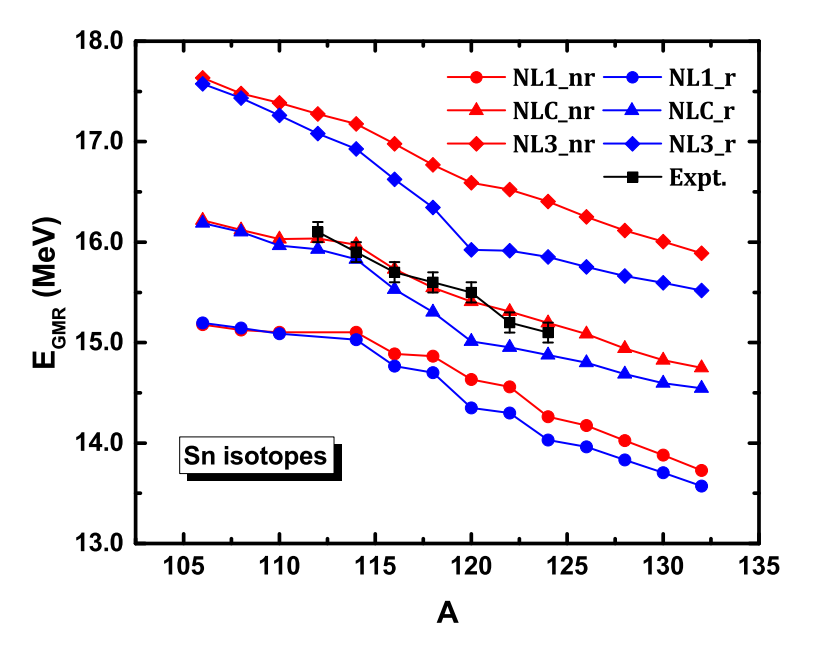 18.0
17.0
16.0
15.0
14.0
13.0
E_GMR (MeV)
NL1_nr NL1_r
NLC_nr NLC_r
NL3_nr NL3_r
Expt.
Sn isotopes
105 110 115 120 125 130 135
A